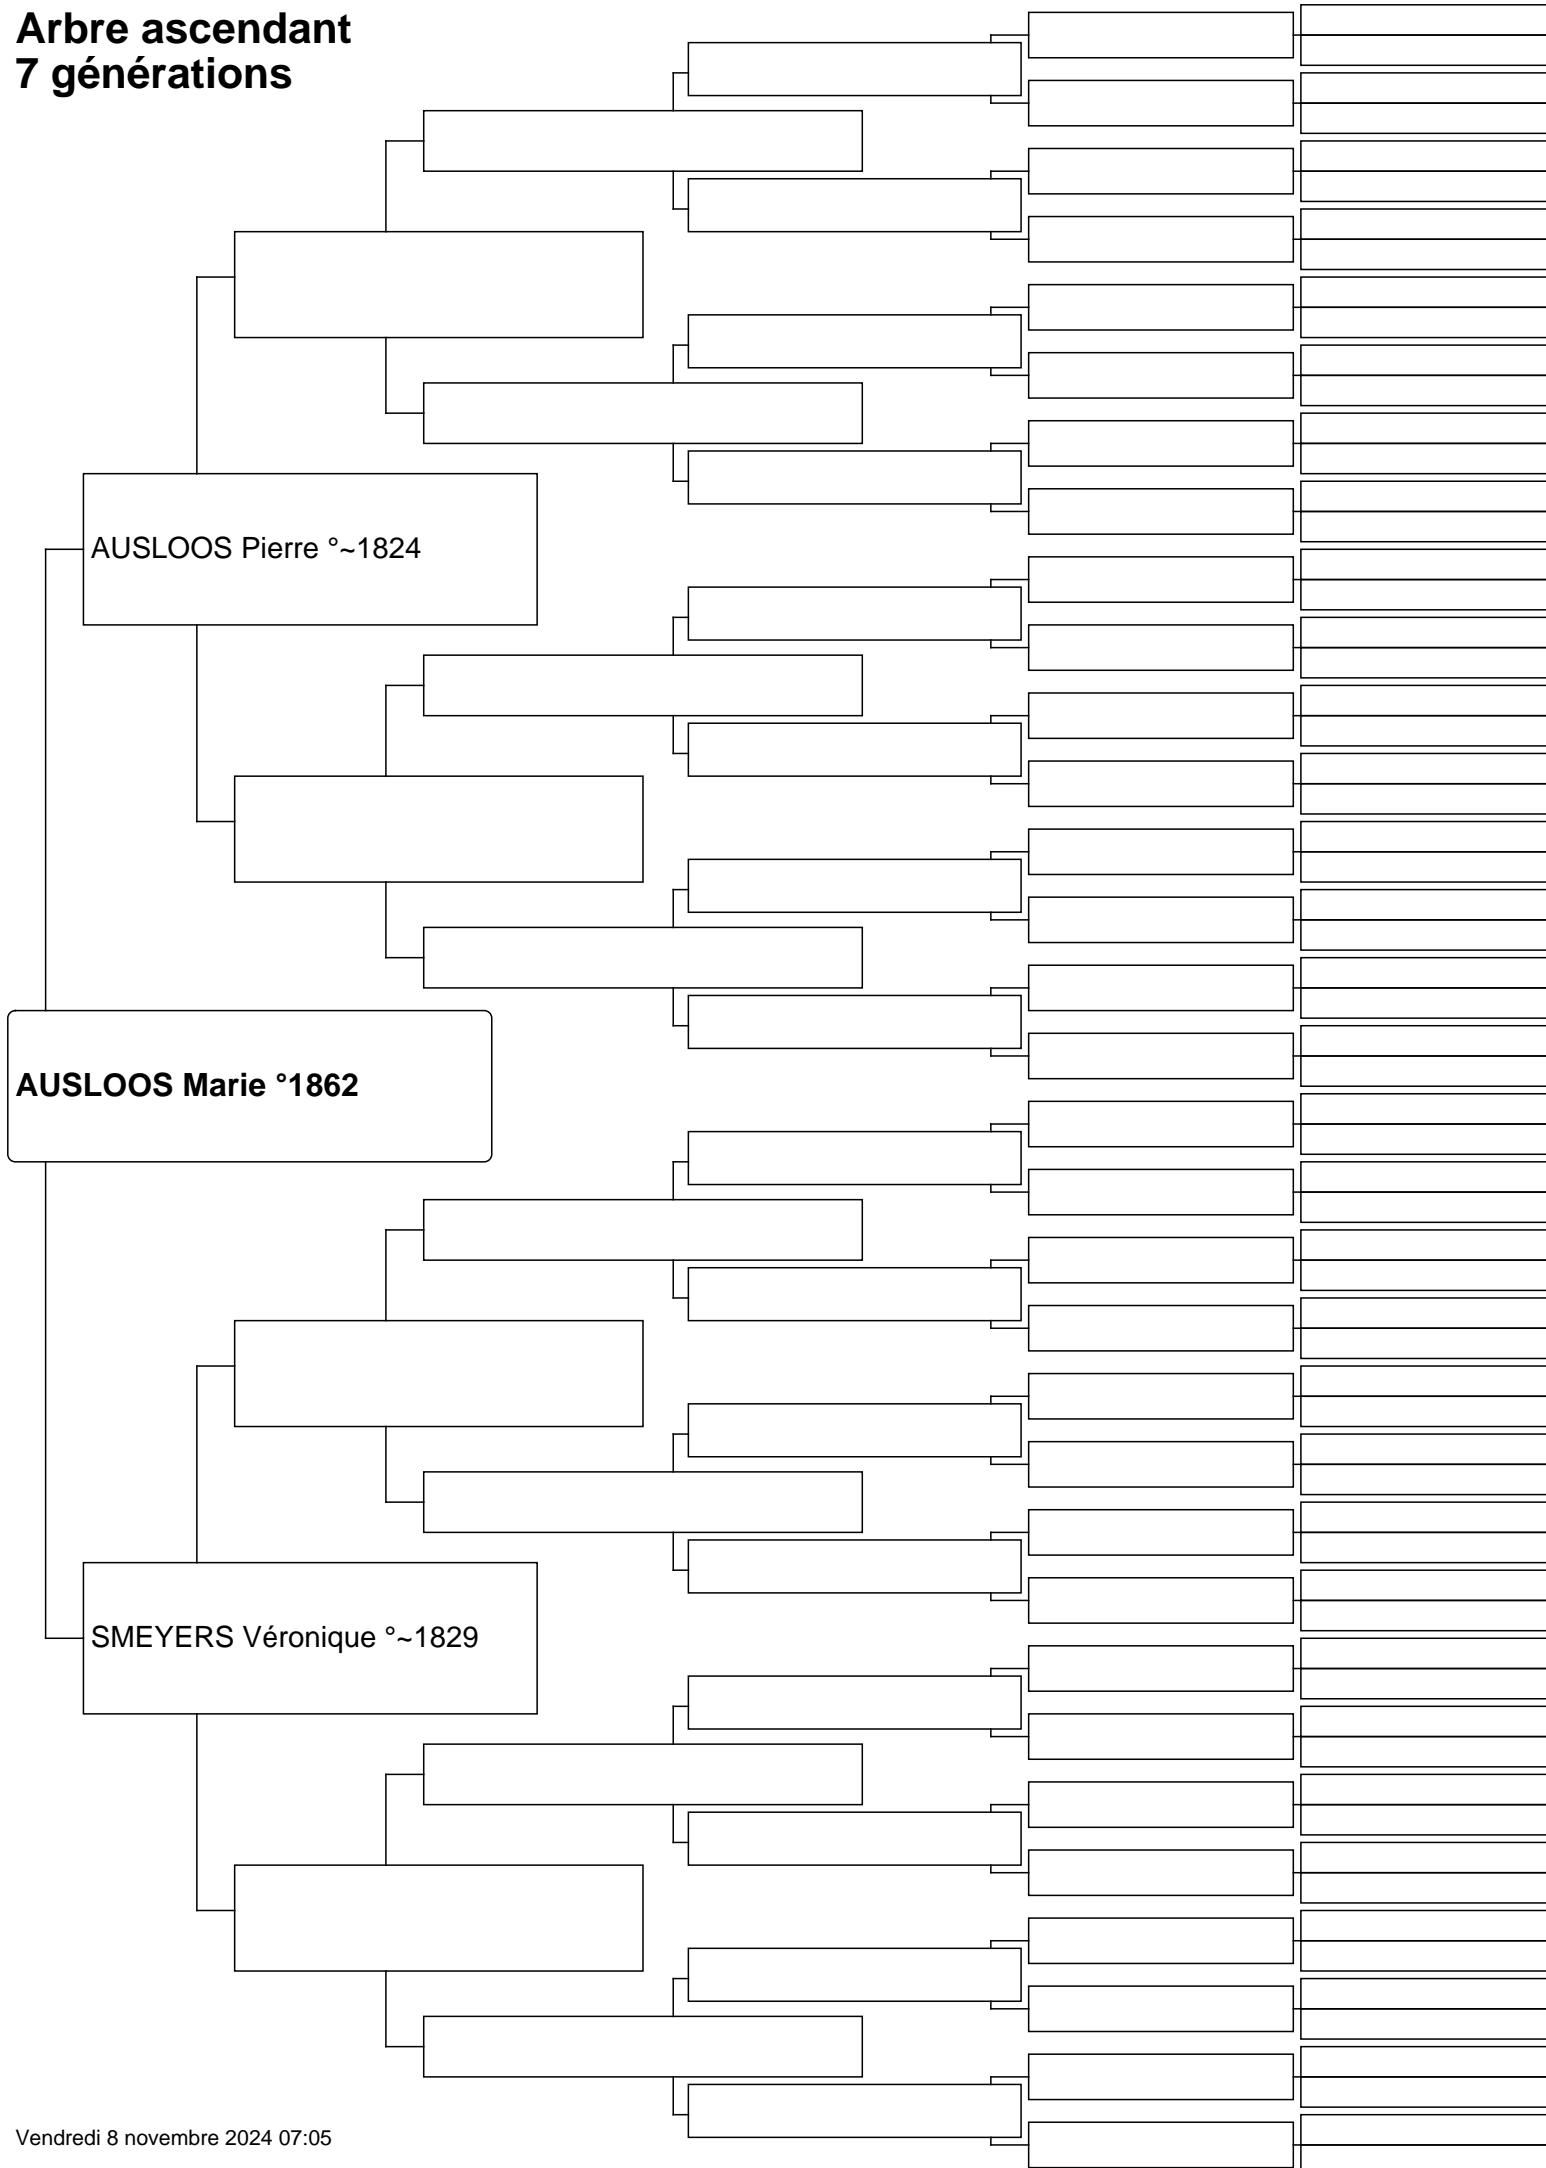 Arbre ascendant
7 générations
AUSLOOS Pierre °~1824
AUSLOOS Marie °1862
SMEYERS Véronique °~1829
Vendredi 8 novembre 2024 07:05